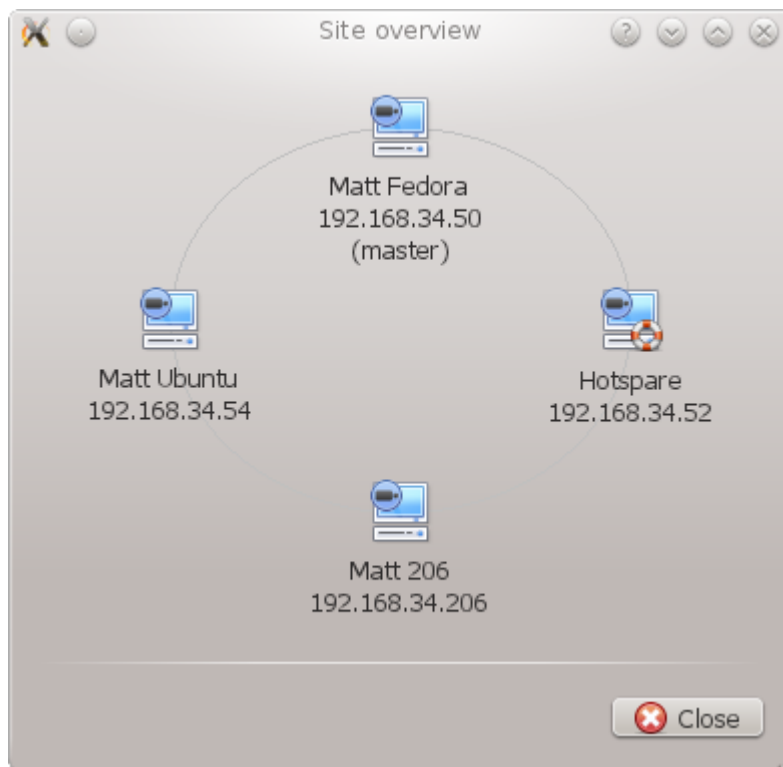 Site overview
Matt Fedora
192.168.34.50
(master)
Matt Ubuntu
192.168.34.54
Hotspare
192.168.34.52
Matt 206
192.168.34.206
Close